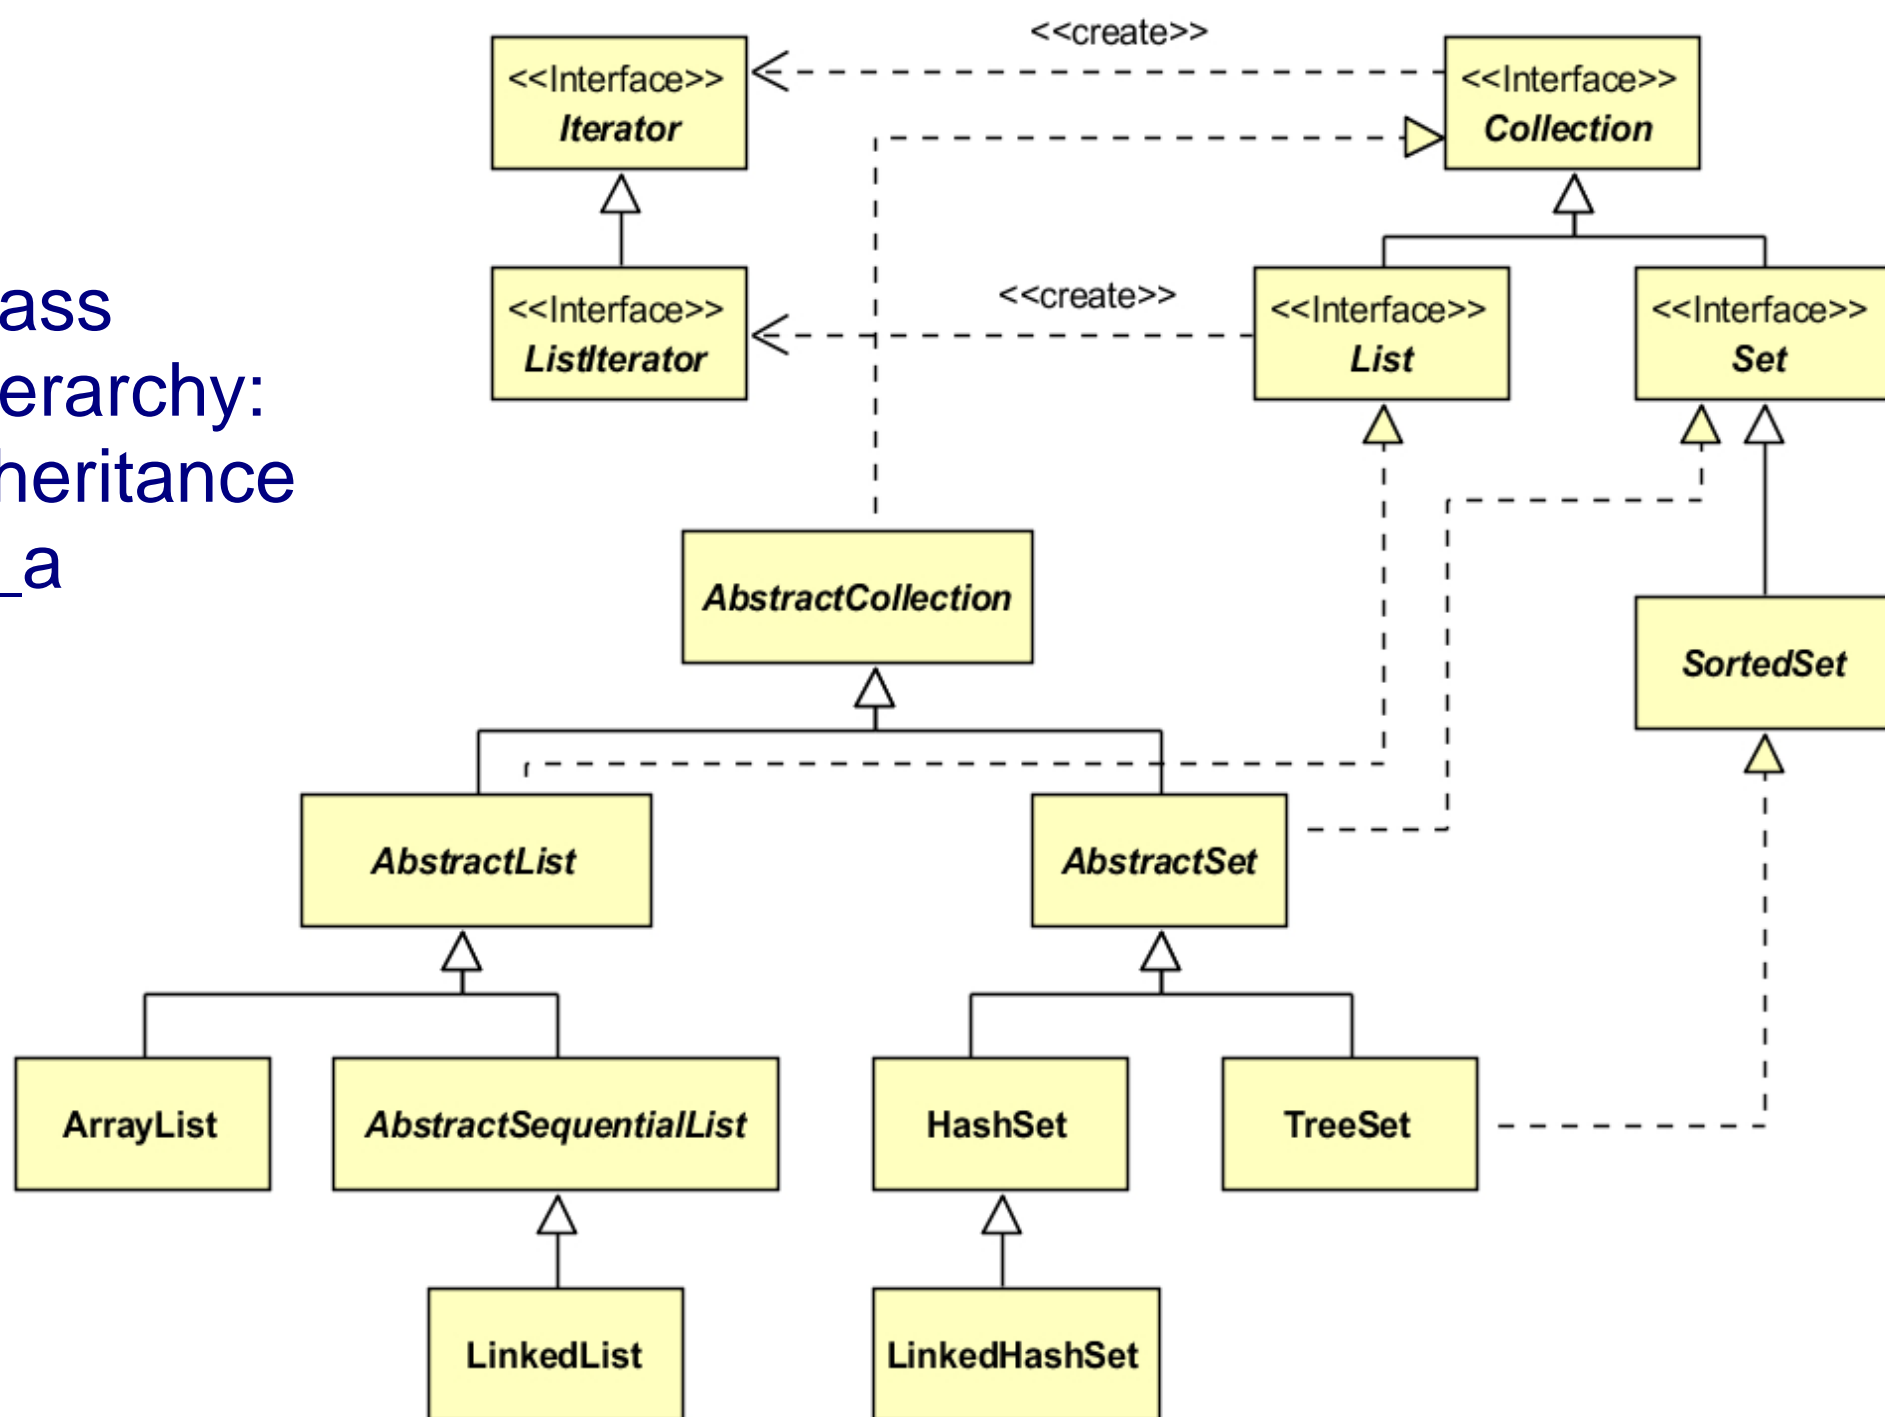 <<create>>
<<Interface>>
Iterator
<<Interface>>
Collection
ass
erarchy:
heritance
_a
<<Interface>>
ListIterator
<<create>>
<<Interface>>
List
<<Interface>>
Set
AbstractCollection
SortedSet
AbstractList
AbstractSet
ArrayList
AbstractSequentialList
HashSet
TreeSet
LinkedList
LinkedHashSet